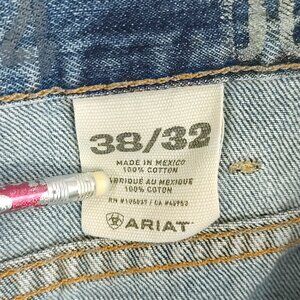 38/32
MADE IN MEXICO
100% COTTON
FABRIQUÉ AU MEXIQUE
100% COTON
ARIAT